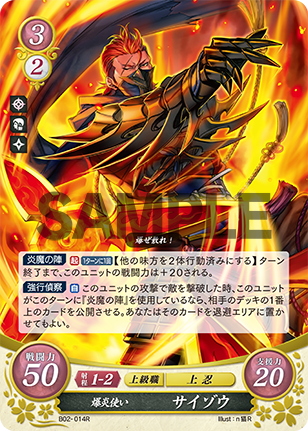 3
2
SAMPLE
爆ぜ散れ！
炎魔の陣 起 1ターンに1回 【他の味方を2体行動済みにする】ターン
終了まで、このユニットの戦闘力は＋20される。
強行偵察 自 このユニットの攻撃で敵を撃破した時、このユニッ
トがこのターンに『炎魔の陣』を使用しているなら、相手のデッキの1番
上のカードを公開させる。あなたはそのカードを退避エリアに置か
せてもよい。
戦闘力
50
射程 1-2 上級職 上忍
支援力
20
爆炎使い サイゾウ
B02-014R
Illust：n猫R